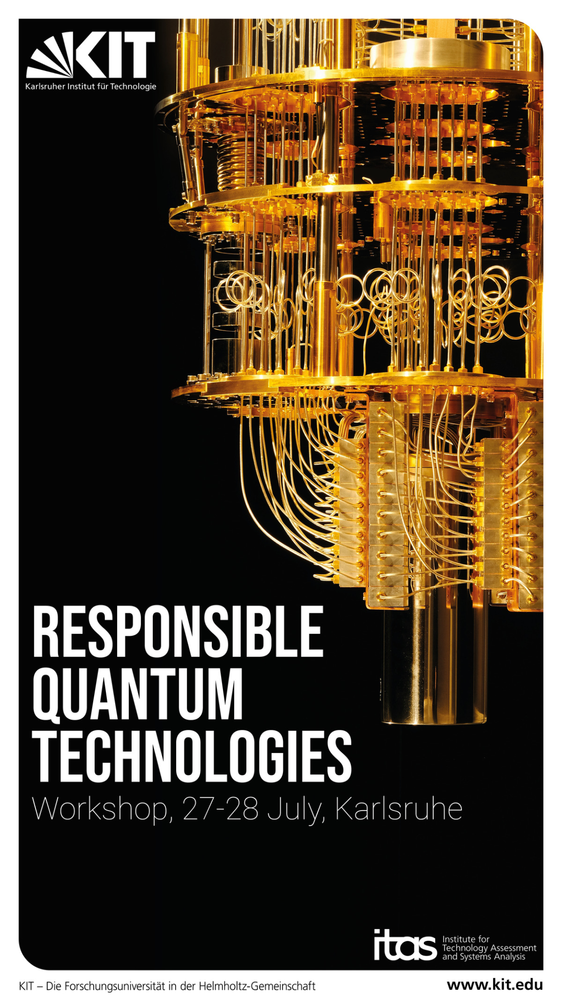 KIT
Karlsruher Institut für Technologie
RESPONSIBLE
QUANTUM
TECHNOLOGIES
Workshop, 27-28 July, Karlsruhe
itas
Institute for
Technology Assessment
and Systems Analysis
KIT – Die Forschungsuniversität in der Helmholtz-Gemeinschaft
www.kit.edu